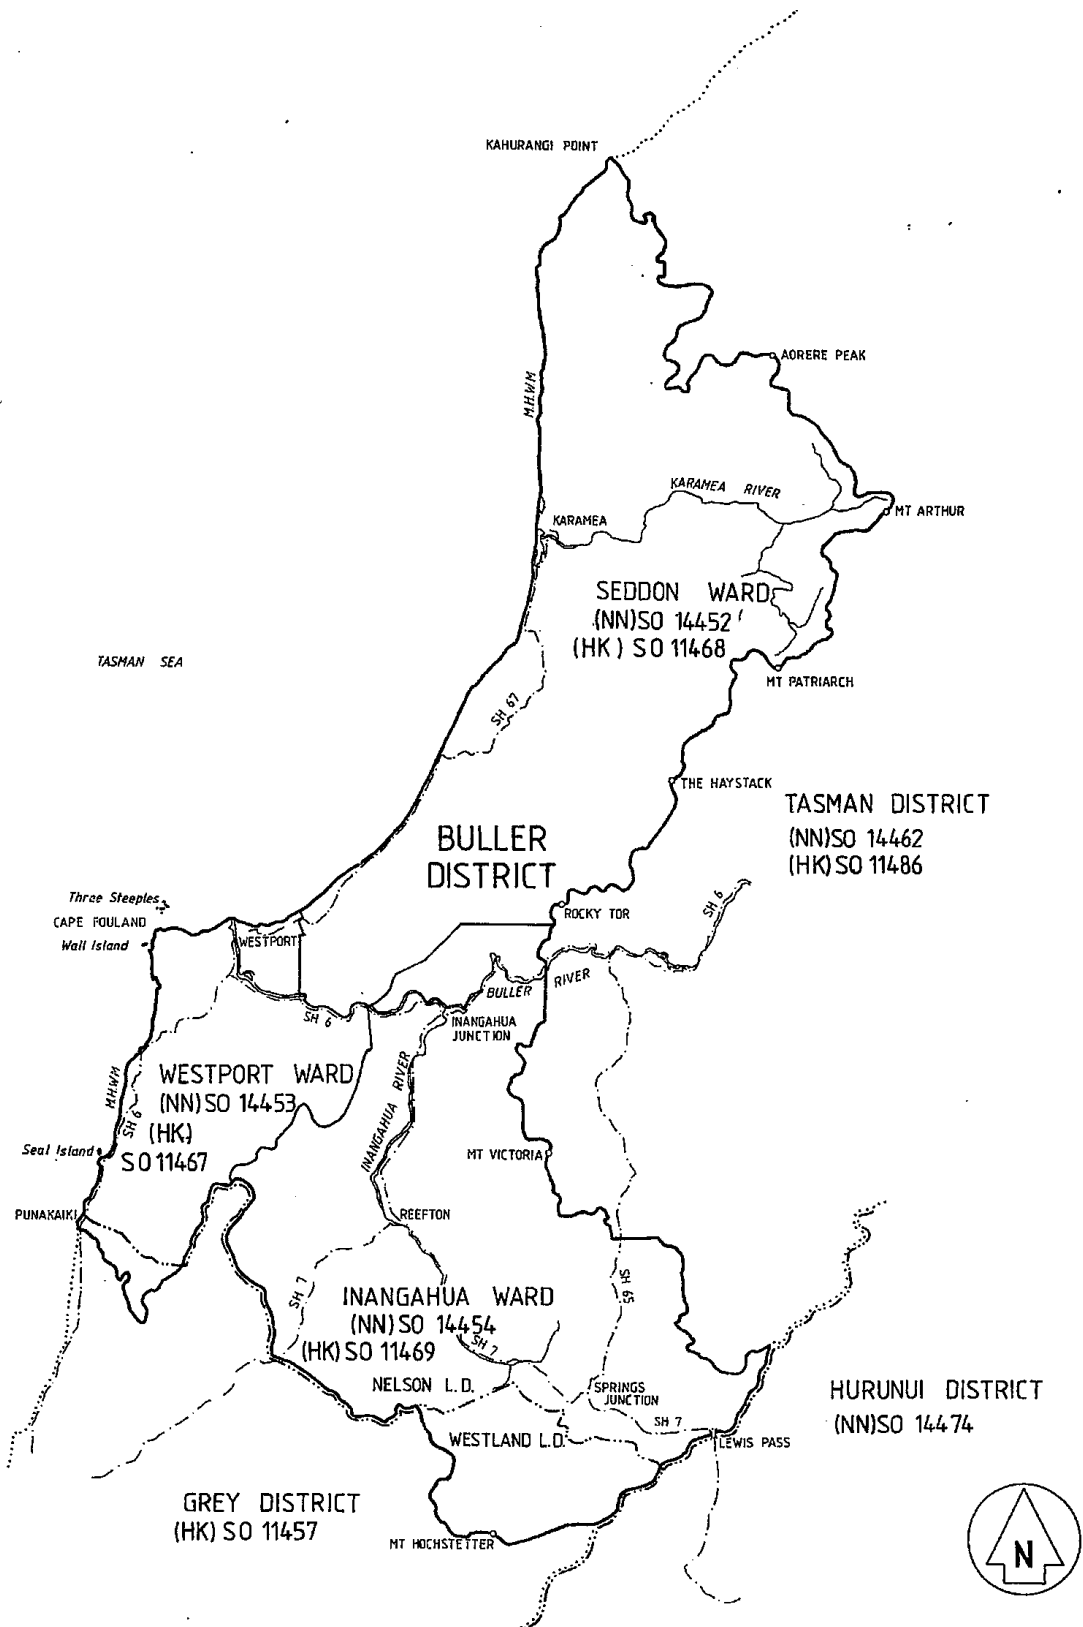 KAHURANGI POINT
AORERE PEAK
M.H.W.M
KARAMEA RIVER
MT ARTHUR
KARAMEA
SEDDON WARD
(NN)SO 14452
(HK) SO 11468
TASMAN SEA
MT PATRIARCH
SH 67
THE HAYSTACK
TASMAN DISTRICT
(NN)SO 14462
(HK)SO 11486
BULLER
DISTRICT
SH 6
Three Steeples
CAPE FOULAND
Wall Island
ROCKY TOR
WESTPORT
BULLER RIVER
SH 6
INANGAHUA
JUNCTION
INANGAHUA RIVER
WESTPORT WARD
(NN)SO 14453
(HK)
SO 11467
M.H.W.M
SH 6
Seal Island
MT VICTORIA
PUNAKAIKI
REEFTON
SH 7
SH 65
INANGAHUA WARD
(NN)SO 14454
(HK)SO 11469
SH 7
NELSON L.D.
SPRINGS
JUNCTION
HURUNUI DISTRICT
(NN)SO 14474
SH 7
WESTLAND L.D.
LEWIS PASS
GREY DISTRICT
(HK) SO 11457
MT HOCHSTETTER
N